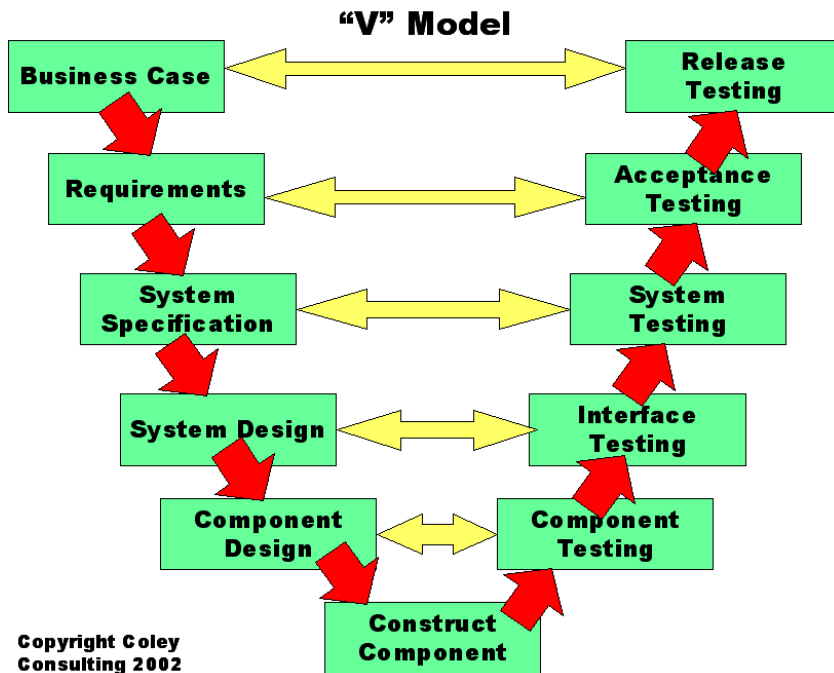 “V” Model
Business Case
Release
Testing
Requirements
Acceptance
Testing
System
Specification
System
Testing
System Design
Interface
Testing
Component
Design
Component
Testing
Construct
Component
Copyright Coley
Consulting 2002